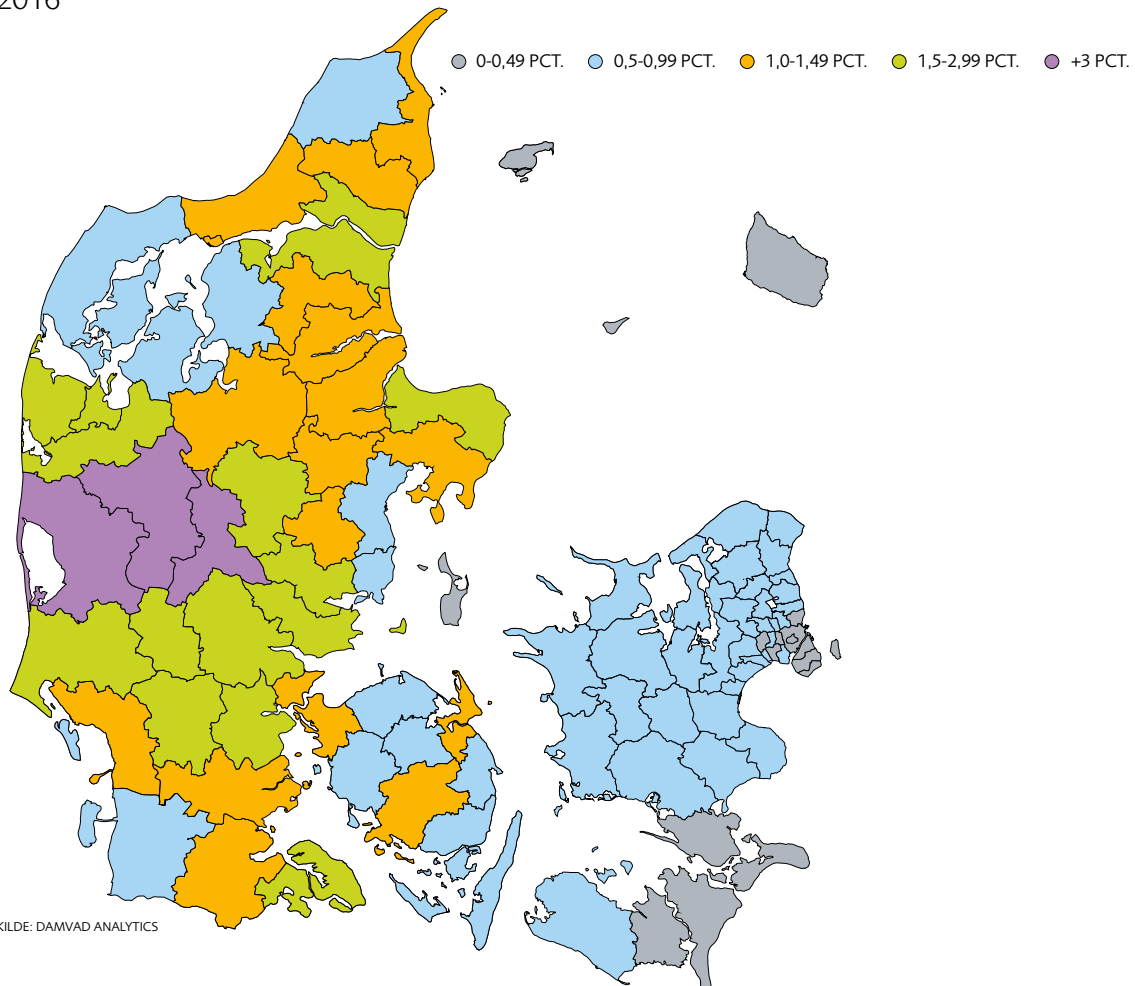 2016
0-0,49 PCT.
0,5-0,99 PCT.
1,0-1,49 PCT.
1,5-2,99 PCT.
+3 PCT.
KILDE: DAMVAD ANALYTICS